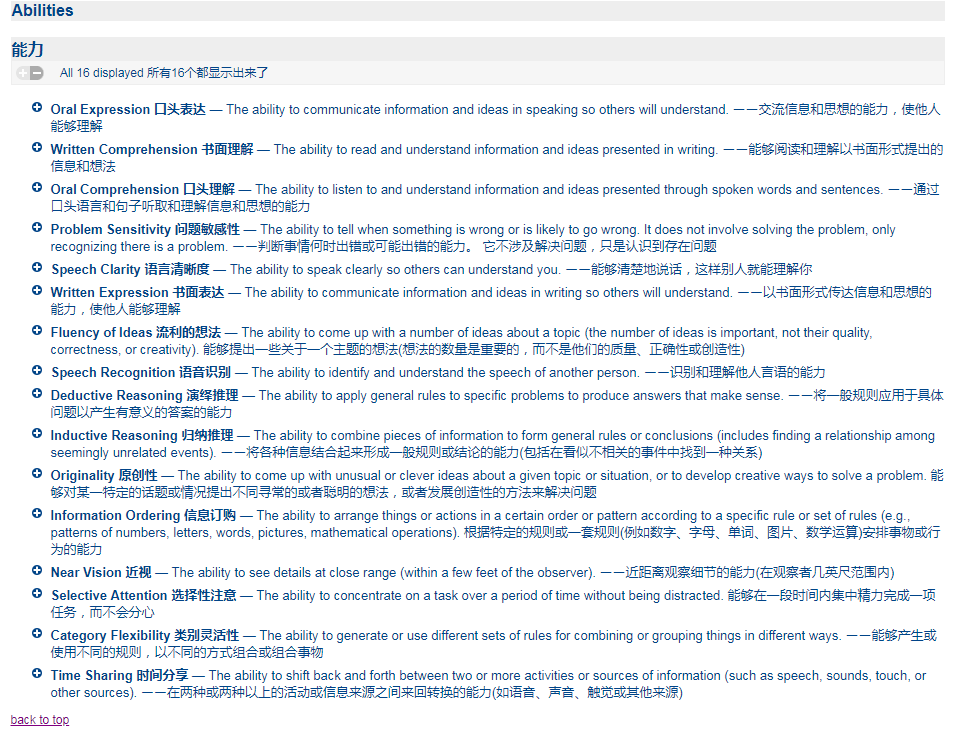 Abilities
能力
All 16 displayed 所有16个都显示出来了
Oral Expression 口头表达 — The ability to communicate information and ideas in speaking so others will understand. 一一交流信息和思想的能力，使他人
能够理解
Written Comprehension 书面理解 — The ability to read and understand information and ideas presented in writing. 一一能够阅读和理解以书面形式提出的
信息和想法
Oral Comprehension 口头理解 — The ability to listen to and understand information and ideas presented through spoken words and sentences. 一一通过
口头语言和句子听取和理解信息和思想的能力
Problem Sensitivity 问题敏感性 — The ability to tell when something is wrong or is likely to go wrong. It does not involve solving the problem, only
recognizing there is a problem. 一一判断事情何时出错或可能出错的能力。 它不涉及解决问题，只是认识到存在问题
Speech Clarity 语言清晰度 — The ability to speak clearly so others can understand you. 一一能够清楚地说话，这样别人就能理解你
Written Expression 书面表达 — The ability to communicate information and ideas in writing so others will understand. 一一以书面形式传达信息和思想的
能力，使他人能够理解
Fluency of Ideas 流利的想法 — The ability to come up with a number of ideas about a topic (the number of ideas is important, not their quality,
correctness, or creativity). 能够提出一些关于一个主题的想法(想法的数量是重要的，而不是他们的质量、正确性或创造性)
Speech Recognition 语音识别 — The ability to identify and understand the speech of another person. 一一识别和理解他人言语的能力
Deductive Reasoning 演绎推理 — The ability to apply general rules to specific problems to produce answers that make sense. 一一将一般规则应用于具体
问题以产生有意义的答案的能力
Inductive Reasoning 归纳推理 — The ability to combine pieces of information to form general rules or conclusions (includes finding a relationship among
seemingly unrelated events). 一一将各种信息结合起来形成一般规则或结论的能力(包括在看似不相关的事件中找到一种关系)
Originality 原创性 — The ability to come up with unusual or clever ideas about a given topic or situation, or to develop creative ways to solve a problem. 能
够对某一特定的话题或情况提出不同寻常的或者聪明的想法，或者发展创造性的方法来解决问题
Information Ordering 信息订购 — The ability to arrange things or actions in a certain order or pattern according to a specific rule or set of rules (e.g.,
patterns of numbers, letters, words, pictures, mathematical operations). 根据特定的规则或一套规则(例如数字、字母、单词、图片、数学运算)安排事物或行
为的能力
Near Vision 近视 — The ability to see details at close range (within a few feet of the observer). 一一近距离观察细节的能力(在观察者几英尺范围内)
Selective Attention 选择性注意 — The ability to concentrate on a task over a period of time without being distracted. 能够在一段时间内集中精力完成一项
任务，而不会分心
Category Flexibility 类别灵活性 — The ability to generate or use different sets of rules for combining or grouping things in different ways. 一一能够产生或
使用不同的规则，以不同的方式组合或组合事物
Time Sharing 时间分享 — The ability to shift back and forth between two or more activities or sources of information (such as speech, sounds, touch, or
other sources). 一一在两种或两种以上的活动或信息来源之间来回转换的能力(如语音、声音、触觉或其他来源)
back to top